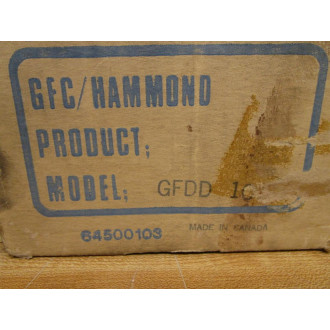 GFC/HAMMOND
PRODUCT;
MODEL; GFDD
64500103 MADE IN CANADA